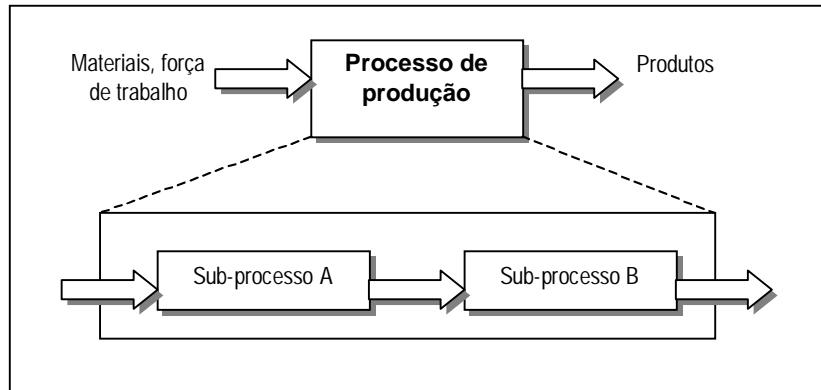 Materiais, força
de trabalho
Processo de
produção
Produtos
Sub-processo A
Sub-processo B